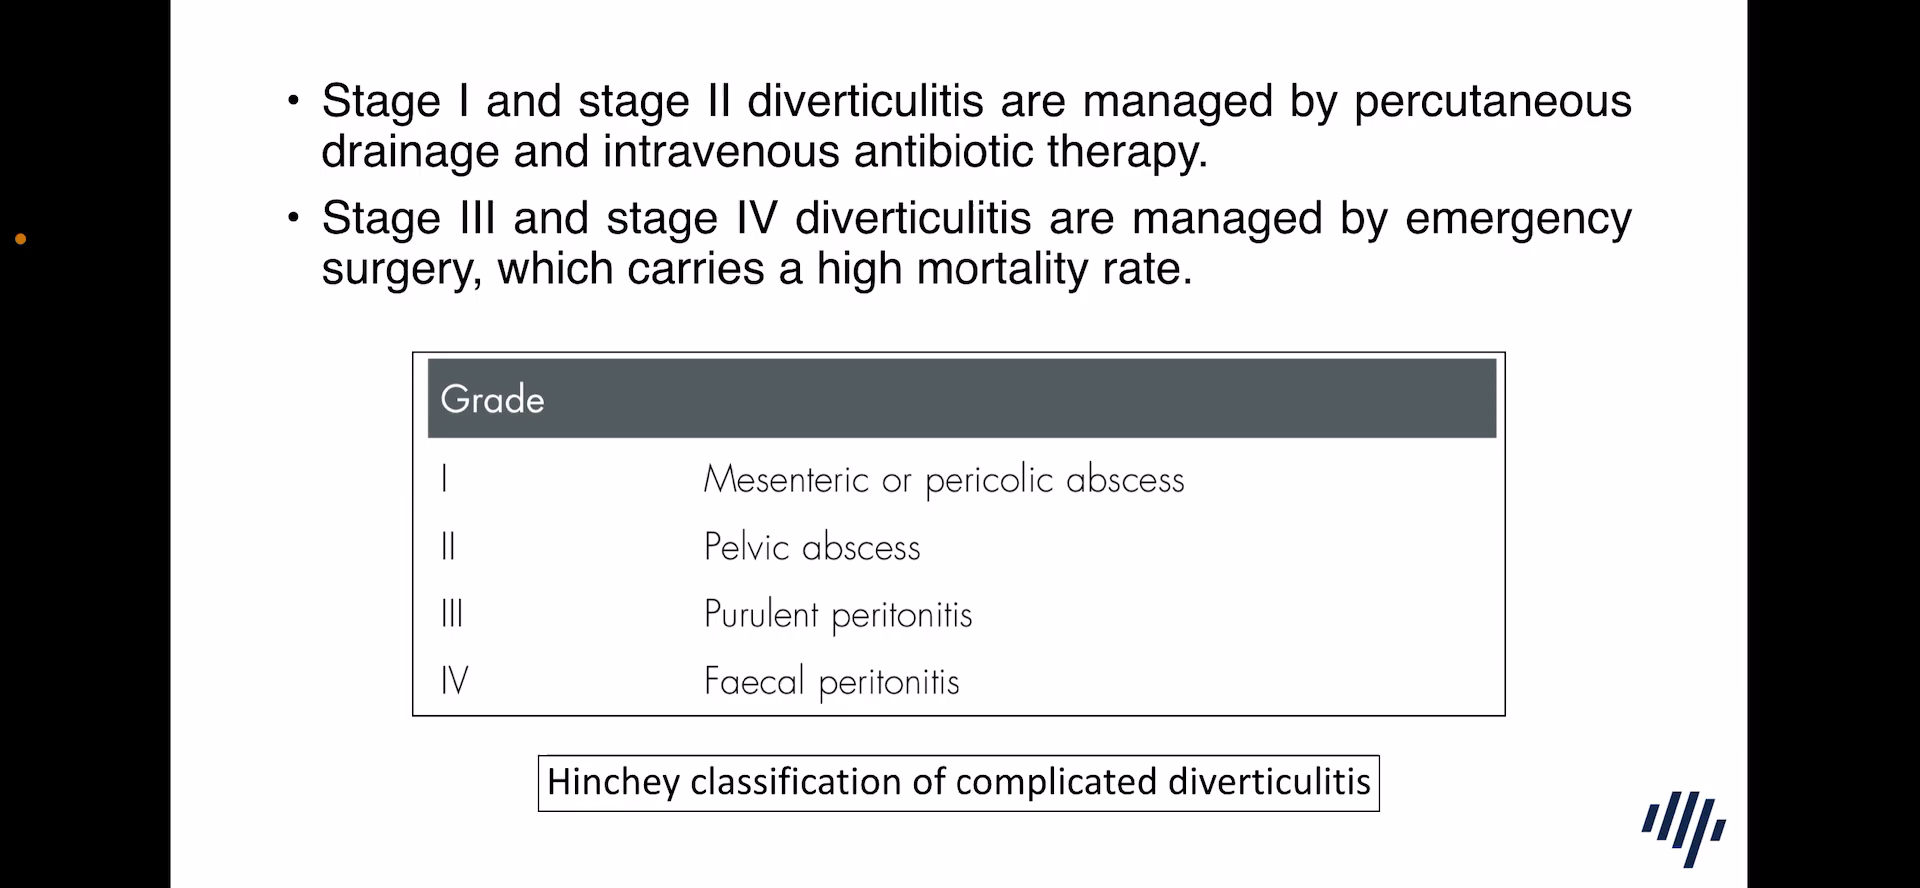 • Stage I and stage II diverticulitis are managed by percutaneous
drainage and intravenous antibiotic therapy.
• Stage III and stage IV diverticulitis are managed by emergency
surgery, which carries a high mortality rate.
Grade
I Mesenteric or pericolic abscess
II Pelvic abscess
III Purulent peritonitis
IV Faecal peritonitis
Hinchey classification of complicated diverticulitis